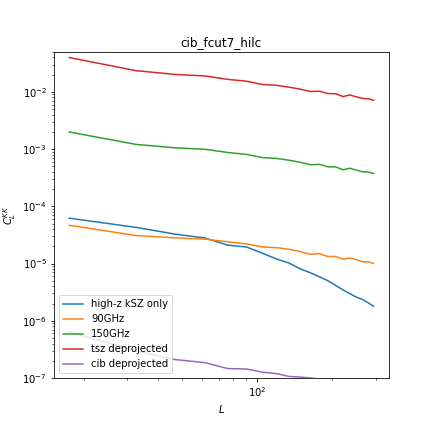 cib_fcut7_hilc
10⁻²
10⁻³
10⁻⁴
10⁻⁵
10⁻⁶
10⁻⁷
C_L^{KK}
high-z kSZ only
90GHz
150GHz
tsz deprojected
cib deprojected
10²
L